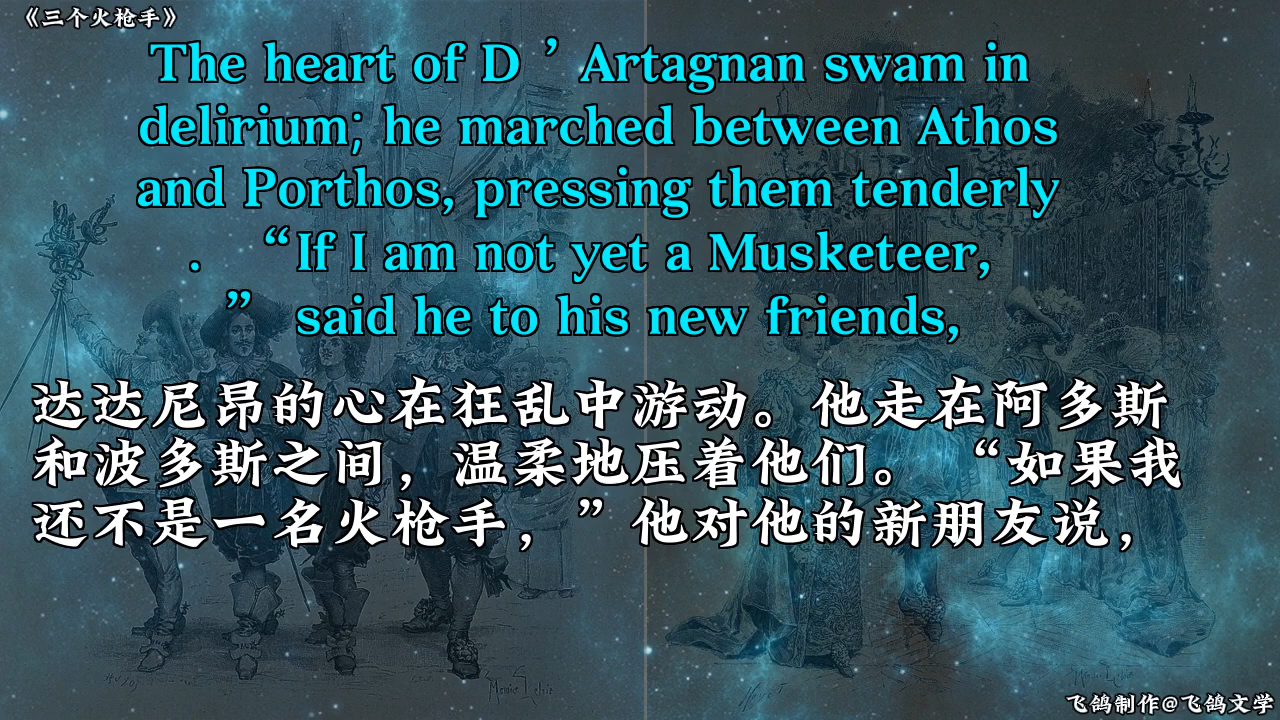 《三个火枪手》
The heart of D ’ Artagnan swam in
delirium; he marched between Athos
and Porthos, pressing them tenderly
. “If I am not yet a Musketeer,
” said he to his new friends,
达达尼昂的心在狂乱中游动。他走在阿多斯
和波多斯之间，温柔地压着他们。 “如果我
还不是一名火枪手，”他对他的新朋友说，
飞鸽制作@飞鸽文学